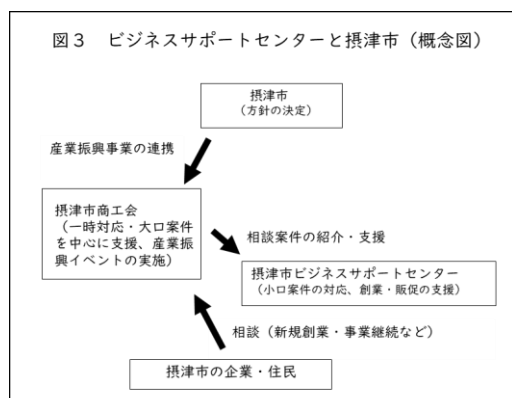 図3 ビジネスサポートセンターと摂津市（概念図）
摂津市
（方針の決定）
産業振興事業の連携
摂津市商工会
（一時対応・大口案件
を中心に支援、産業振
興イベントの実施）
相談案件の紹介・支援
摂津市ビジネスサポートセンター
（小口案件の対応、創業・販促の支援）
相談（新規創業・事業継続など）
摂津市の企業・住民